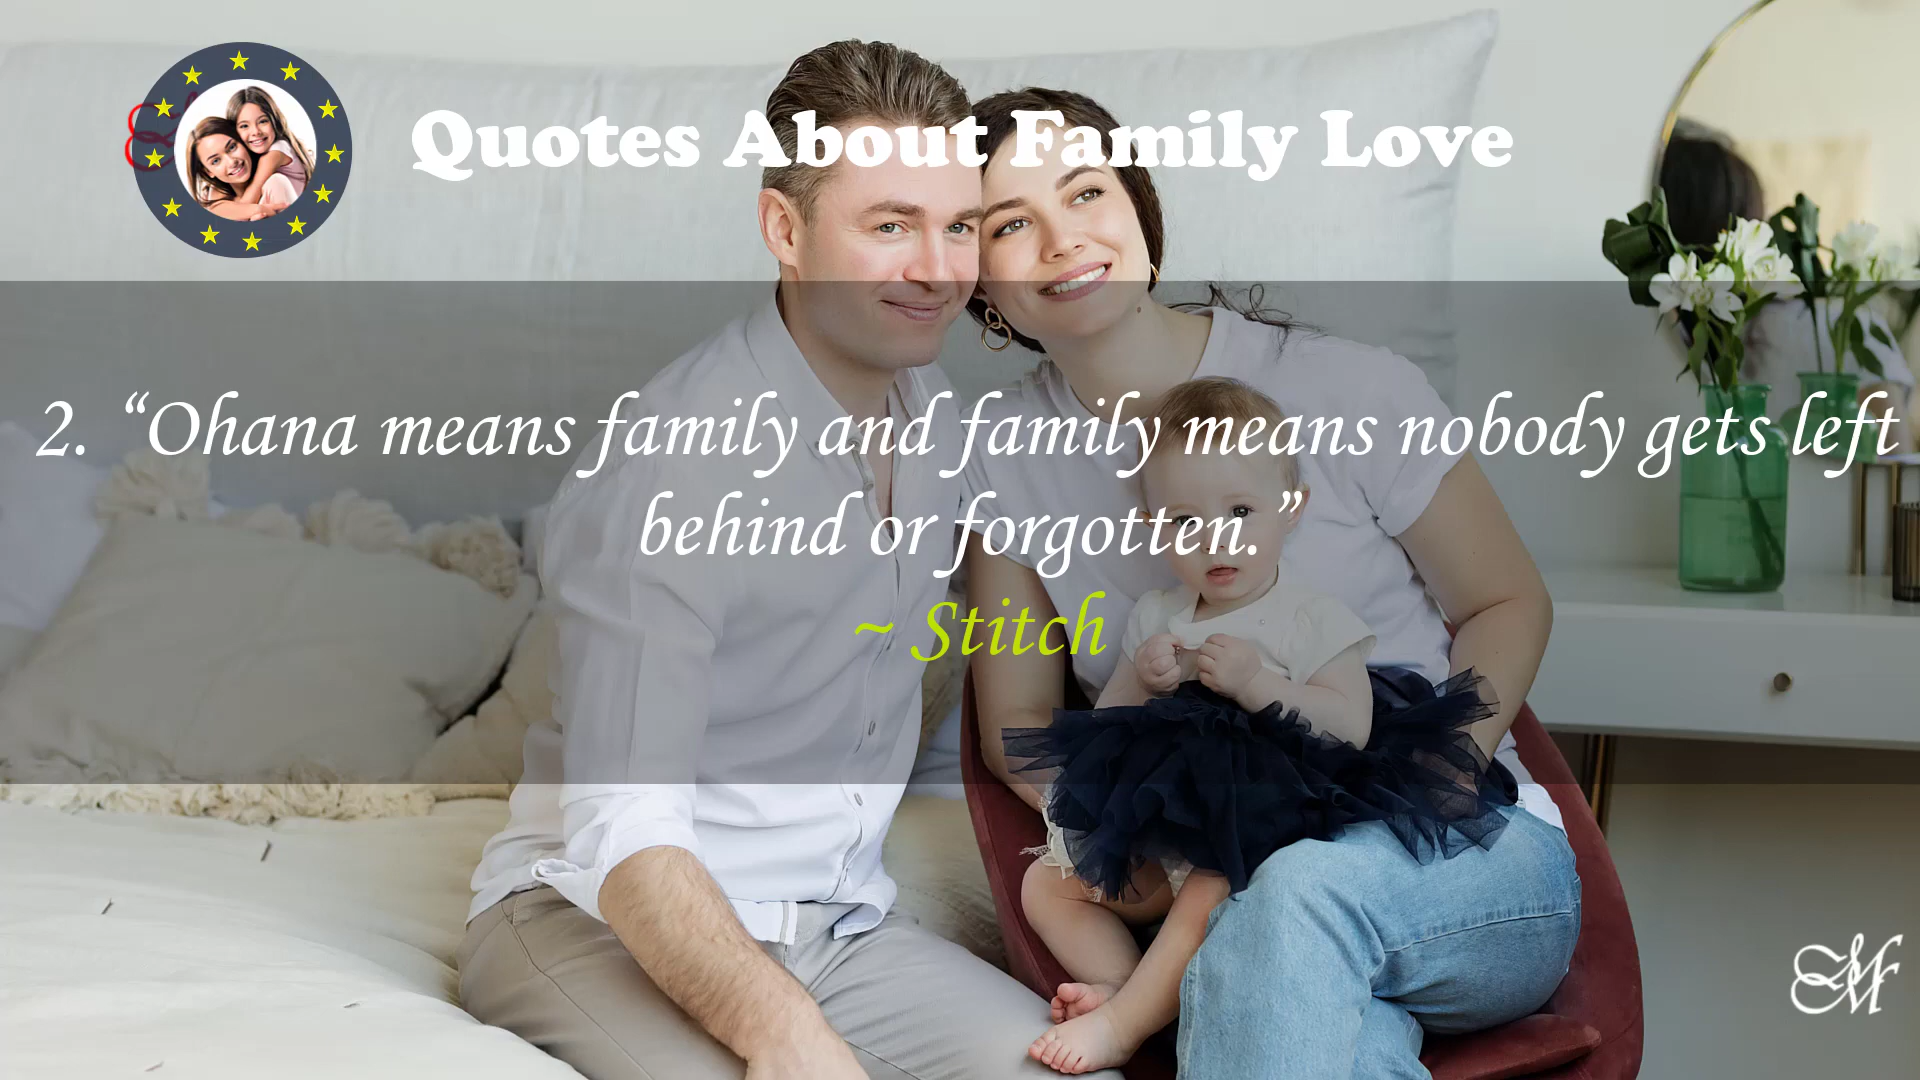 Quotes About Family Love
2. “Ohana means family and family means nobody gets left
behind or forgotten.”
~ Stitch